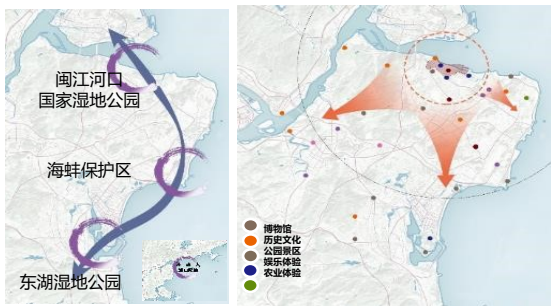 闽江河口
国家湿地公园
海蚌保护区
东湖湿地公园
博物馆
历史文化
公园景区
娱乐体验
农业体验